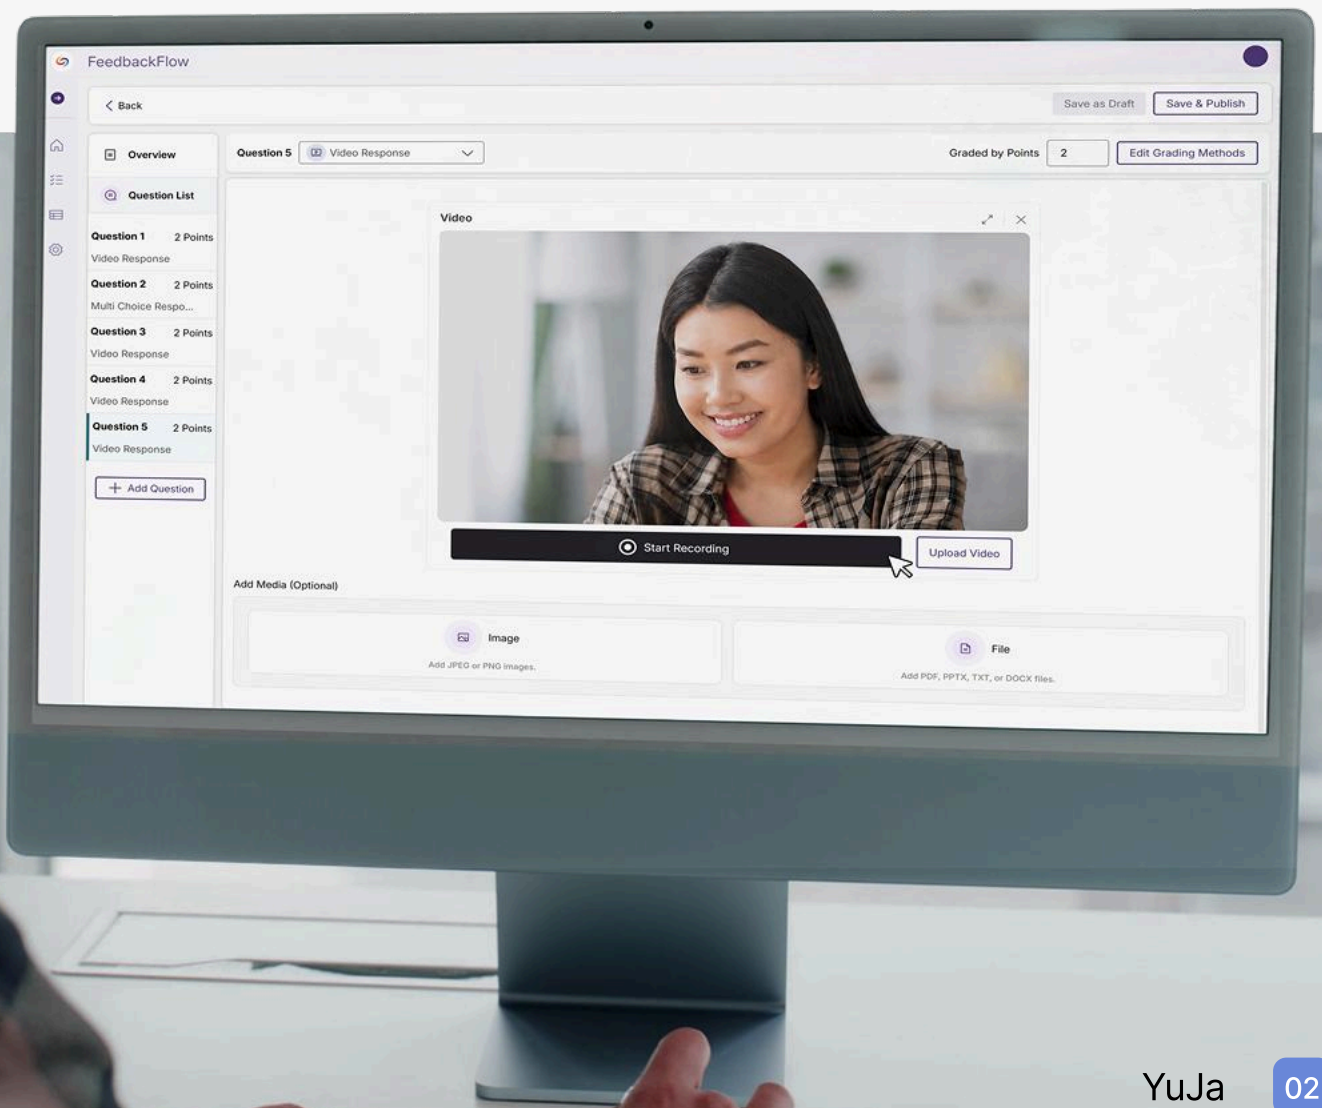 FeedbackFlow
Back
Save as Draft
Save & Publish
Overview
Question List
Question 1 2 Points
Video Response
Question 2 2 Points
Multi Choice Respo...
Question 3 2 Points
Video Response
Question 4 2 Points
Video Response
Question 5 2 Points
Video Response
Add Question
Question 5 Video Response
Graded by Points 2 Edit Grading Methods
Video
Start Recording
Upload Video
Add Media (Optional)
Image
Add JPEG or PNG images.
File
Add PDF, PPTX, TXT, or DOCX files.
YuJa 02